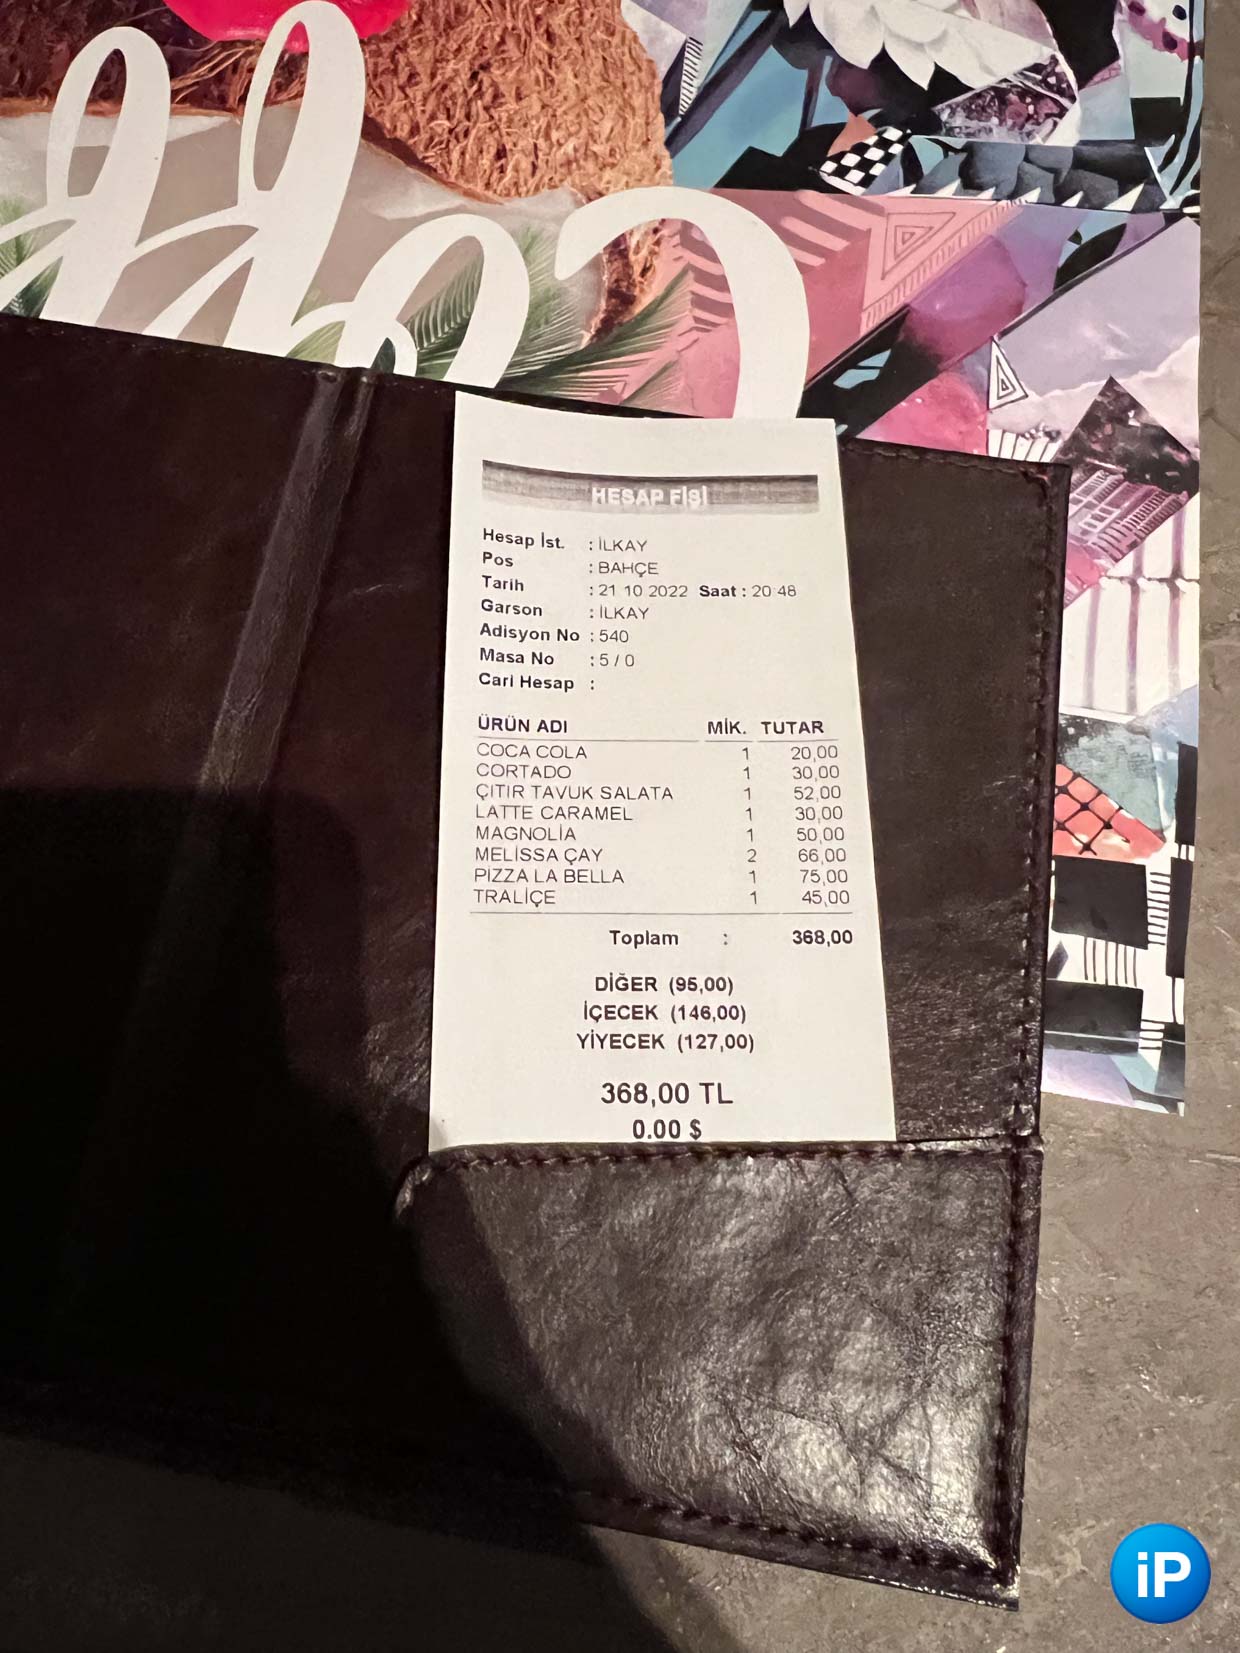 HESAP FİŞİ
Hesap İst. : İLKAY
Pos : BAHÇE
Tarih : 21 10 2022 Saat : 20:48
Garson : İLKAY
Adisyon No : 540
Masa No : 5 / 0
Cari Hesap :
ÜRÜN ADI MİK. TUTAR
COCA COLA 1 20,00
CORTADO 1 30,00
ÇITIR TAVUK SALATA 1 52,00
LATTE CARAMEL 1 30,00
MAGNOLİA 1 50,00
MELİSSA ÇAY 2 66,00
PİZZA LA BELLA 1 75,00
TRALİÇE 1 45,00
Toplam : 368,00
DİĞER (95,00)
İÇECEK (146,00)
YİYECEK (127,00)
368,00 TL
0.00 $
iP